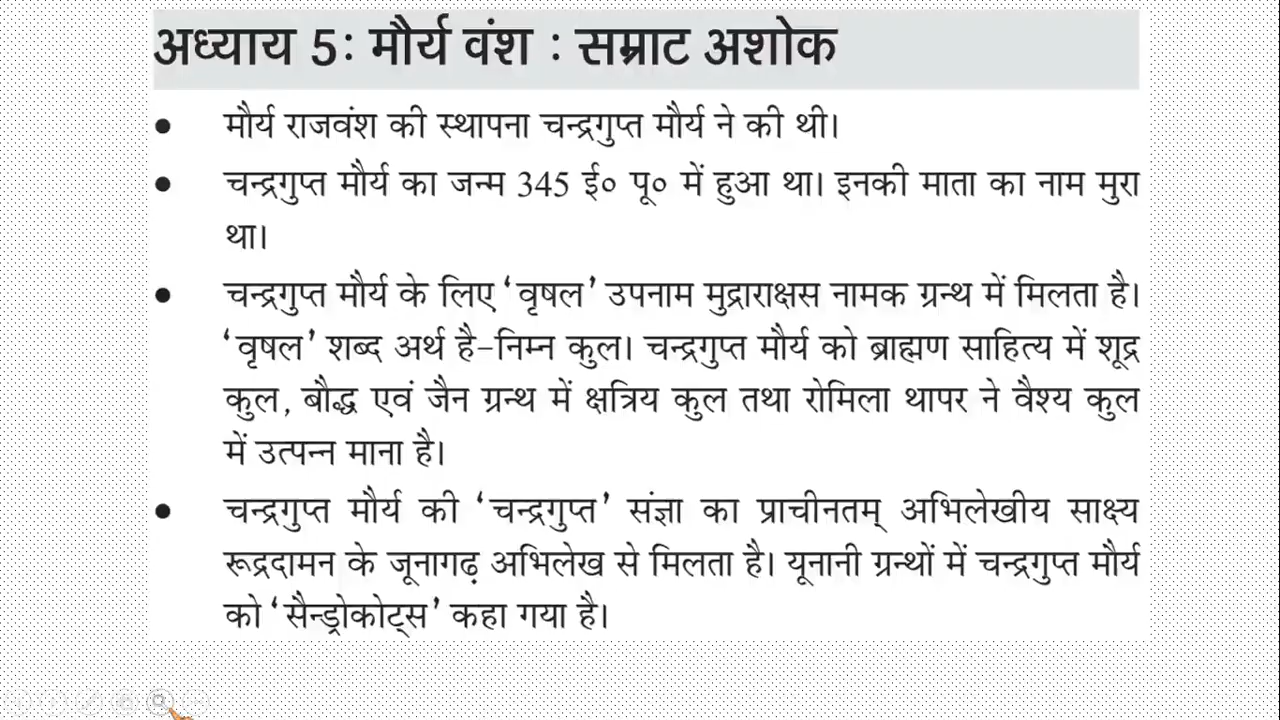 अध्याय 5: मौर्य वंश : सम्राट अशोक
● मौर्य राजवंश की स्थापना चन्द्रगुप्त मौर्य ने की थी।
● चन्द्रगुप्त मौर्य का जन्म 345 ई० पू० में हुआ था। इनकी माता का नाम मुरा
था।
● चन्द्रगुप्त मौर्य के लिए ‘वृषल’ उपनाम मुद्राराक्षस नामक ग्रन्थ में मिलता है।
‘वृषल’ शब्द अर्थ है-निम्न कुल। चन्द्रगुप्त मौर्य को ब्राह्मण साहित्य में शूद्र
कुल, बौद्ध एवं जैन ग्रन्थ में क्षत्रिय कुल तथा रोमिला थापर ने वैश्य कुल
में उत्पन्न माना है।
● चन्द्रगुप्त मौर्य की ‘चन्द्रगुप्त’ संज्ञा का प्राचीनतम् अभिलेखीय साक्ष्य
रूद्रदामन के जूनागढ़ अभिलेख से मिलता है। यूनानी ग्रन्थों में चन्द्रगुप्त मौर्य
को ‘सैन्ड्रोकोट्स’ कहा गया है।